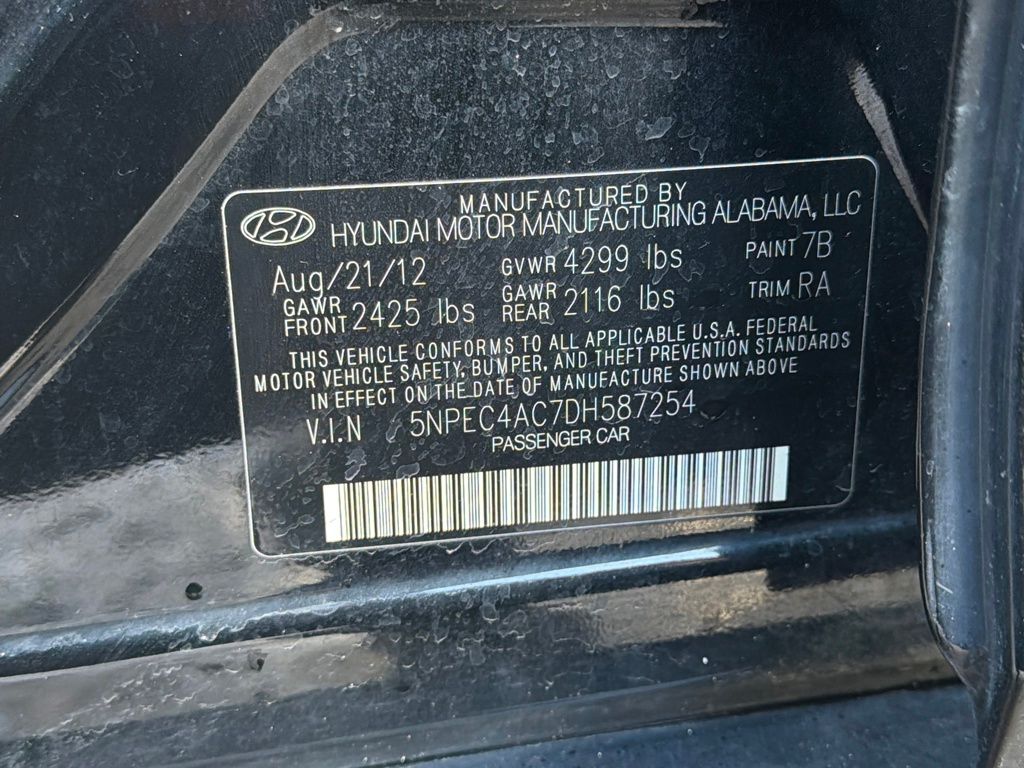 MANUFACTURED BY
HYUNDAI MOTOR MANUFACTURING ALABAMA, LLC
Aug/21/12 GVWR 4299 lbs PAINT 7B
GAWR FRONT 2425 lbs GAWR REAR 2116 lbs TRIM RA
THIS VEHICLE CONFORMS TO ALL APPLICABLE U.S.A. FEDERAL
MOTOR VEHICLE SAFETY, BUMPER, AND THEFT PREVENTION STANDARDS
IN EFFECT ON THE DATE OF MANUFACTURE SHOWN ABOVE
V.I.N 5NPEC4AC7DH587254
PASSENGER CAR